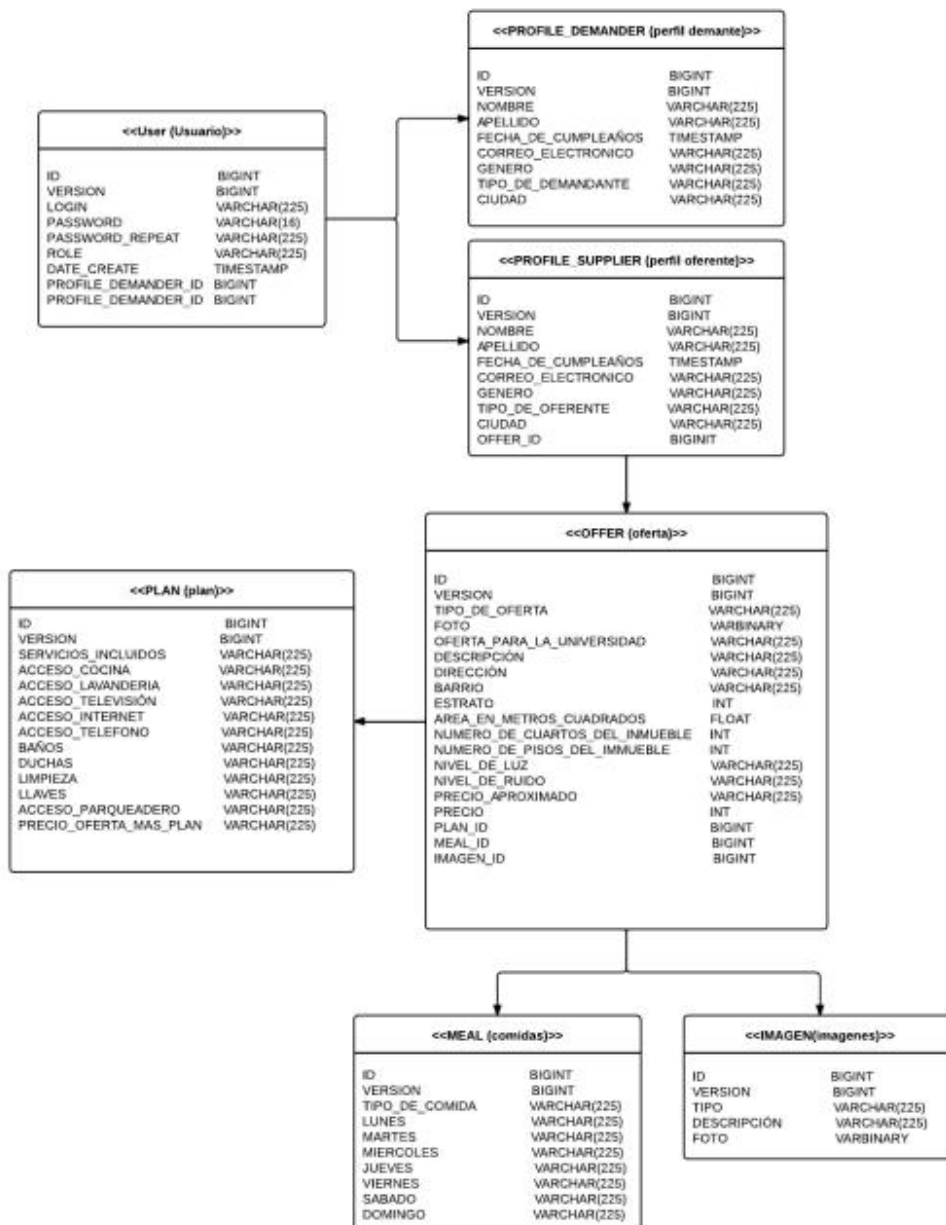 <<PROFILE_DEMANDER (perfil demante)>>
ID BIGINT
VERSION BIGINT
NOMBRE VARCHAR(225)
APELLIDO VARCHAR(225)
FECHA_DE_CUMPLEAÑOS TIMESTAMP
CORREO_ELECTRONICO VARCHAR(225)
GENERO VARCHAR(225)
TIPO_DE_DEMANDANTE VARCHAR(225)
CIUDAD VARCHAR(225)
<<User (Usuario)>>
ID BIGINT
VERSION BIGINT
LOGIN VARCHAR(225)
PASSWORD VARCHAR(16)
PASSWORD_REPEAT VARCHAR(225)
ROLE VARCHAR(225)
DATE_CREATE TIMESTAMP
PROFILE_DEMANDER_ID BIGINT
PROFILE_DEMANDER_ID BIGINT
<<PROFILE_SUPPLIER (perfil oferente)>>
ID BIGINT
VERSION BIGINT
NOMBRE VARCHAR(225)
APELLIDO VARCHAR(225)
FECHA_DE_CUMPLEAÑOS TIMESTAMP
CORREO_ELECTRONICO VARCHAR(225)
GENERO VARCHAR(225)
TIPO_DE_OFERENTE VARCHAR(225)
CIUDAD VARCHAR(225)
OFFER_ID BIGINIT
<<OFFER (oferta)>>
ID BIGINT
VERSION BIGINT
TIPO_DE_OFERTA VARCHAR(225)
FOTO VARBINARY
OFERTA_PARA_LA_UNIVERSIDAD VARCHAR(225)
DESCRIPCIÓN VARCHAR(225)
DIRECCIÓN VARCHAR(225)
BARRIO VARCHAR(225)
ESTRATO INT
AREA_EN_METROS_CUADRADOS FLOAT
NUMERO_DE_CUARTOS_DEL_INMUEBLE INT
NUMERO_DE_PISOS_DEL_IMMUEBLE INT
NIVEL_DE_LUZ VARCHAR(225)
NIVEL_DE_RUIDO VARCHAR(225)
PRECIO_APROXIMADO VARCHAR(225)
PRECIO INT
PLAN_ID BIGINT
MEAL_ID BIGINT
IMAGEN_ID BIGINT
<<PLAN (plan)>>
ID BIGINT
VERSION BIGINT
SERVICIOS_INCLUIDOS VARCHAR(225)
ACCESO_COCINA VARCHAR(225)
ACCESO_LAVANDERIA VARCHAR(225)
ACCESO_TELEVISIÓN VARCHAR(225)
ACCESO_INTERNET VARCHAR(225)
ACCESO_TELEFONO VARCHAR(225)
BAÑOS VARCHAR(225)
DUCHAS VARCHAR(225)
LIMPIEZA VARCHAR(225)
LLAVES VARCHAR(225)
ACCESO_PARQUEADERO VARCHAR(225)
PRECIO_OFERTA_MAS_PLAN VARCHAR(225)
<<MEAL (comidas)>>
ID BIGINT
VERSION BIGINT
TIPO_DE_COMIDA VARCHAR(225)
LUNES VARCHAR(225)
MARTES VARCHAR(225)
MIERCOLES VARCHAR(225)
JUEVES VARCHAR(225)
VIERNES VARCHAR(225)
SABADO VARCHAR(225)
DOMINGO VARCHAR(225)
<<IMAGEN(imagenes)>>
ID BIGINT
VERSION BIGINT
TIPO VARCHAR(225)
DESCRIPCIÓN VARCHAR(225)
FOTO VARBINARY